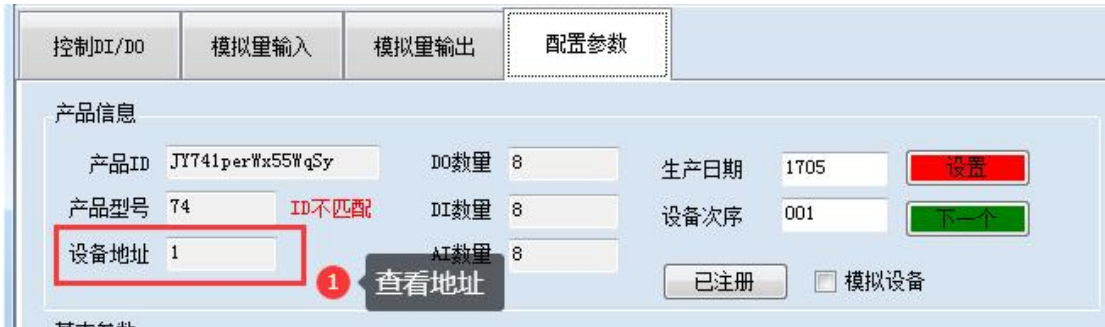 控制DI/DO 模拟量输入 模拟量输出 配置参数
产品信息
产品ID JY741perWx55WqSy DO数量 8 生产日期 1705 设置
产品型号 74 ID不匹配 DI数量 8 设备次序 001 下一个
设备地址 1 AI数量 8
1 查看地址 已注册 模拟设备
基本参数